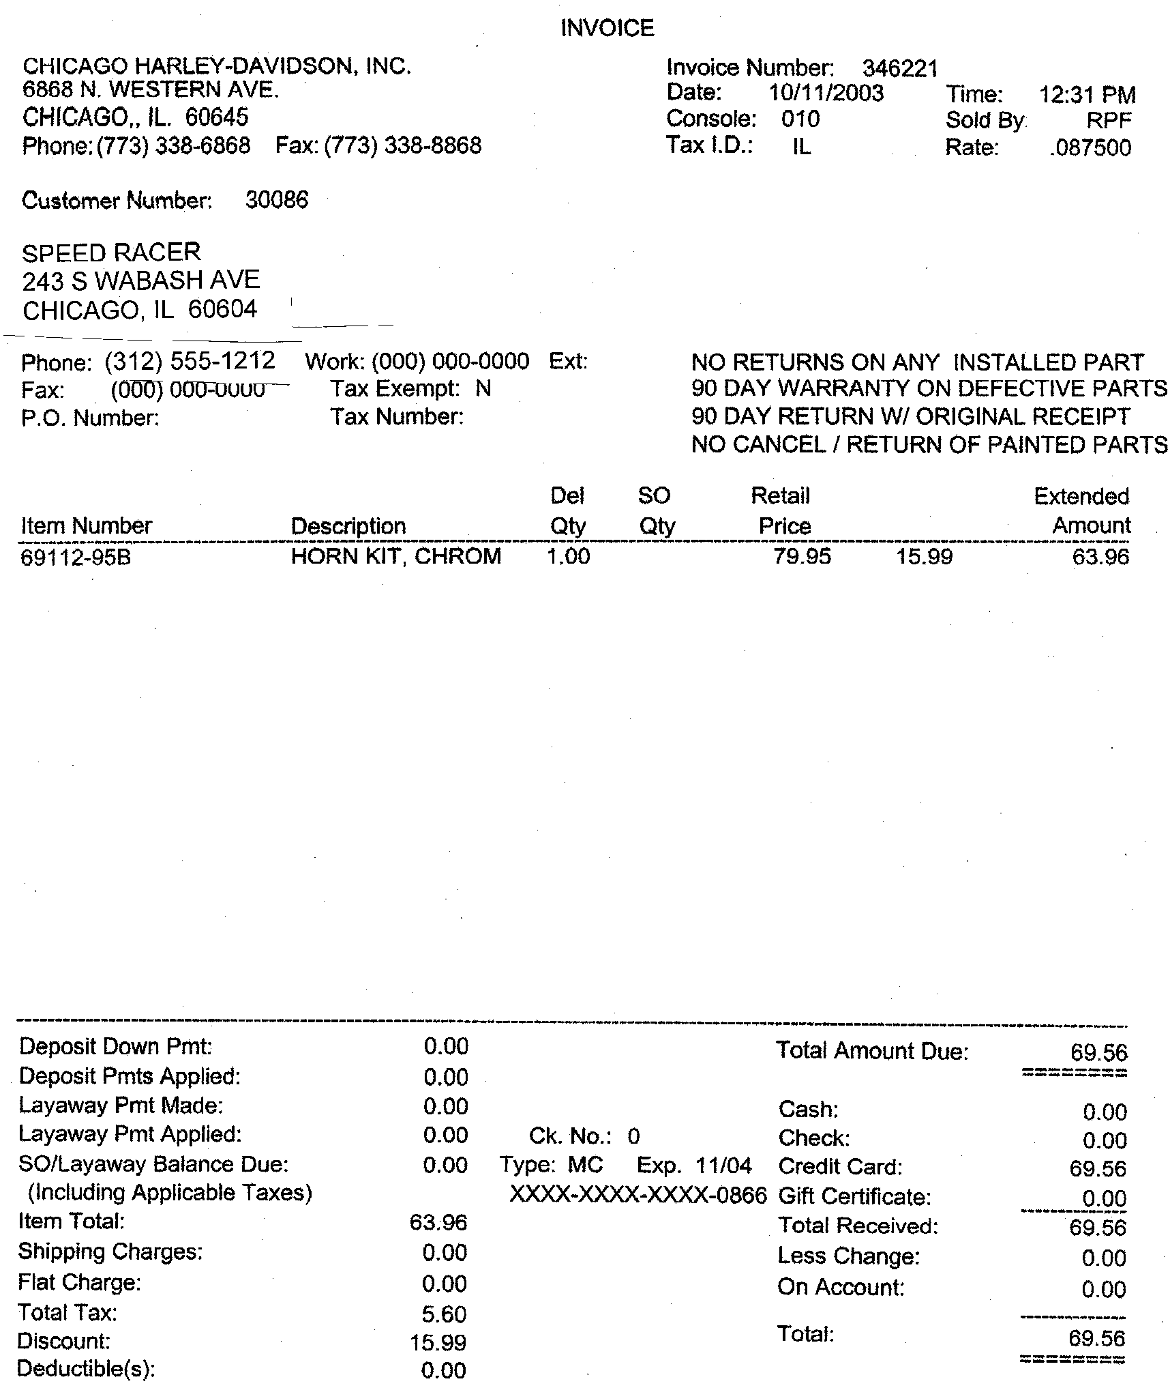 INVOICE
CHICAGO HARLEY-DAVIDSON, INC.
6868 N. WESTERN AVE.
CHICAGO,, IL. 60645
Phone: (773) 338-6868 Fax: (773) 338-8868
Invoice Number: 346221
Date: 10/11/2003 Time: 12:31 PM
Console: 010 Sold By: RPF
Tax I.D.: IL Rate: .087500
Customer Number: 30086
SPEED RACER
243 S WABASH AVE
CHICAGO, IL 60604
Phone: (312) 555-1212 Work: (000) 000-0000 Ext:
Fax: (000) 000-0000 Tax Exempt: N
P.O. Number: Tax Number:
NO RETURNS ON ANY INSTALLED PART
90 DAY WARRANTY ON DEFECTIVE PARTS
90 DAY RETURN W/ ORIGINAL RECEIPT
NO CANCEL / RETURN OF PAINTED PARTS
Del SO Retail Extended
Item Number Description Qty Qty Price Amount
69112-95B HORN KIT, CHROM 1.00 79.95 15.99 63.96
Deposit Down Pmt: 0.00
Deposit Pmts Applied: 0.00
Layaway Pmt Made: 0.00
Layaway Pmt Applied: 0.00
SO/Layaway Balance Due: 0.00
(Including Applicable Taxes)
Item Total: 63.96
Shipping Charges: 0.00
Flat Charge: 0.00
Total Tax: 5.60
Discount: 15.99
Deductible(s): 0.00
Ck. No.: 0
Type: MC Exp. 11/04
XXXX-XXXX-XXXX-0866
Total Amount Due: 69.56
========
Cash: 0.00
Check: 0.00
Credit Card: 69.56
Gift Certificate: 0.00
Total Received: 69.56
Less Change: 0.00
On Account: 0.00
Total: 69.56
========